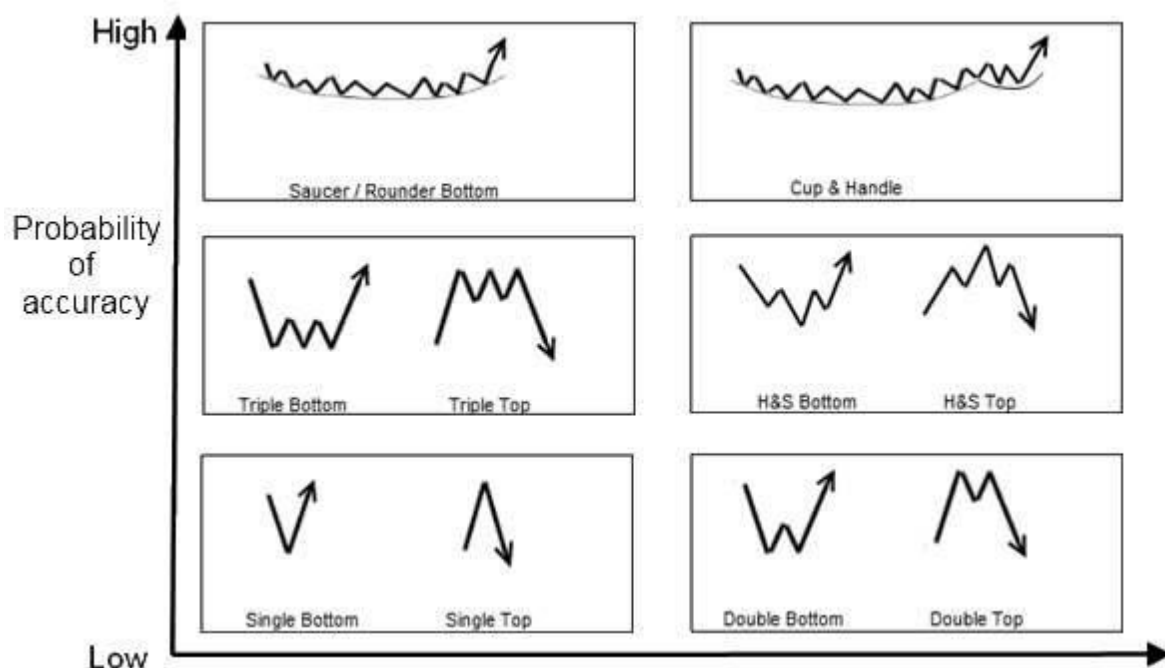 High
Saucer / Rounder Bottom
Cup & Handle
Probability
of
accuracy
Triple Bottom
Triple Top
H&S Bottom
H&S Top
Single Bottom
Single Top
Double Bottom
Double Top
Low